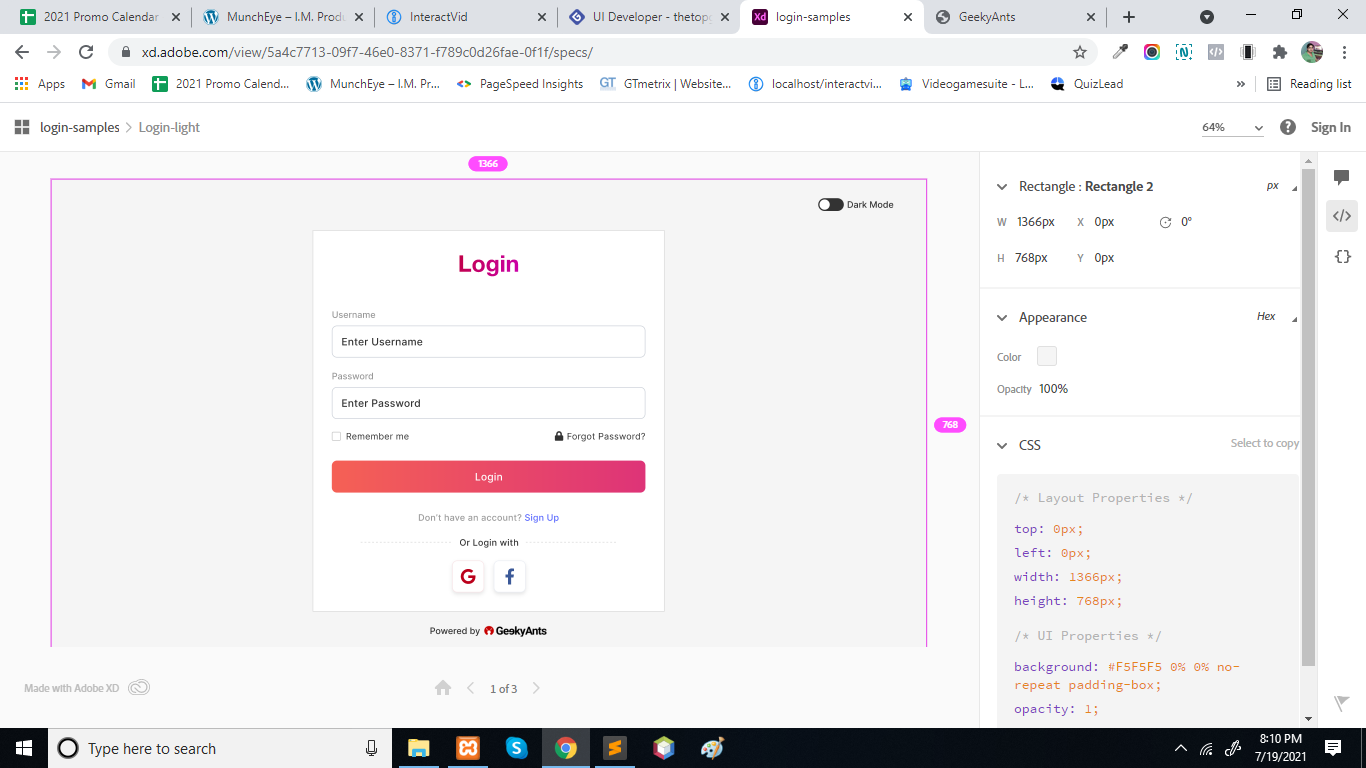 2021 Promo Calendar
MunchEye – I.M. Produ
InteractVid
UI Developer - thetop
Xd login-samples
GeekyAnts
xd.adobe.com/view/5a4c7713-09f7-46e0-8371-f789c0d26fae-0f1f/specs/
Apps
Gmail
2021 Promo Calend...
MunchEye – I.M. Pr...
PageSpeed Insights
GT GTmetrix | Website...
localhost/interactvi...
Videogamesuite - L...
QuizLead
»
Reading list
login-samples > Login-light
64%
Sign In
1366
Dark Mode
Login
Username
Enter Username
Password
Enter Password
Remember me
Forgot Password?
Login
Don't have an account? Sign Up
Or Login with
G f
Powered by GeekyAnts
768
Made with Adobe XD
1 of 3
Rectangle : Rectangle 2
px
W 1366px X 0px 0°
H 768px Y 0px
Appearance
Hex
Color
Opacity 100%
CSS
Select to copy
/* Layout Properties */
top: 0px;
left: 0px;
width: 1366px;
height: 768px;
/* UI Properties */
background: #F5F5F5 0% 0% no-
repeat padding-box;
opacity: 1;
Type here to search
8:10 PM
7/19/2021